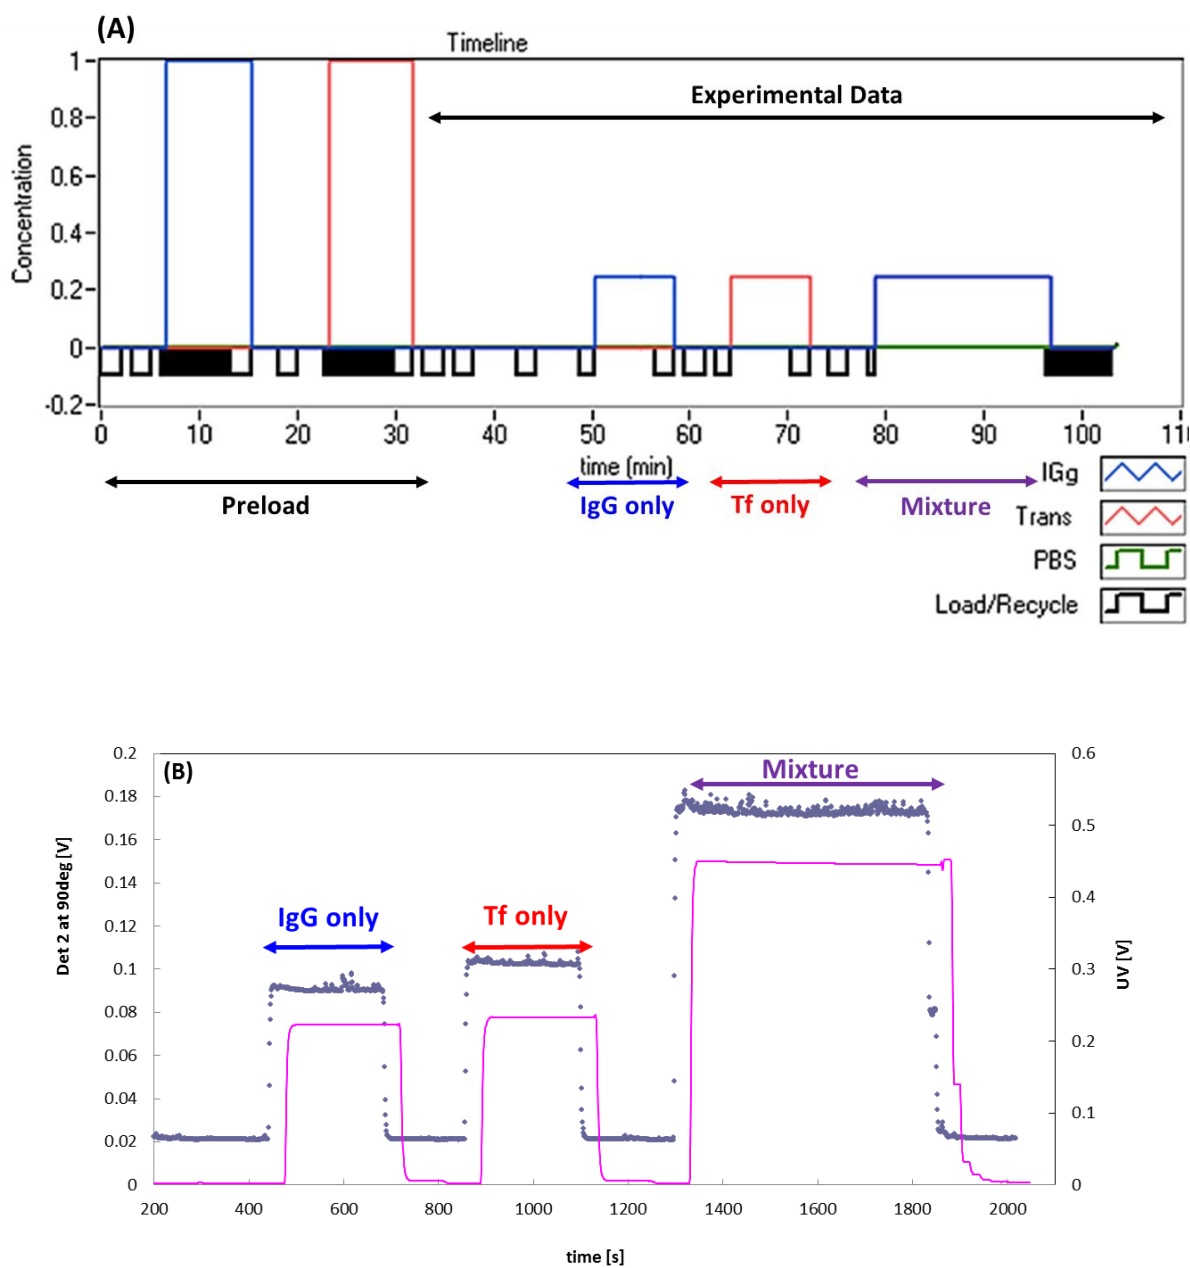 (A)
Timeline
Experimental Data
Concentration
1
0.8
0.6
0.4
0.2
0
-0.2
0 10 20 30 40 50 60 70 80 90 100 11
time (min)
Preload
IgG only
Tf only
Mixture
IGg
Trans
PBS
Load/Recycle
(B)
Mixture
IgG only
Tf only
Det 2 at 90deg [V]
0.2
0.18
0.16
0.14
0.12
0.1
0.08
0.06
0.04
0.02
0
UV [V]
0.6
0.5
0.4
0.3
0.2
0.1
0
200 400 600 800 1000 1200 1400 1600 1800 2000
time [s]